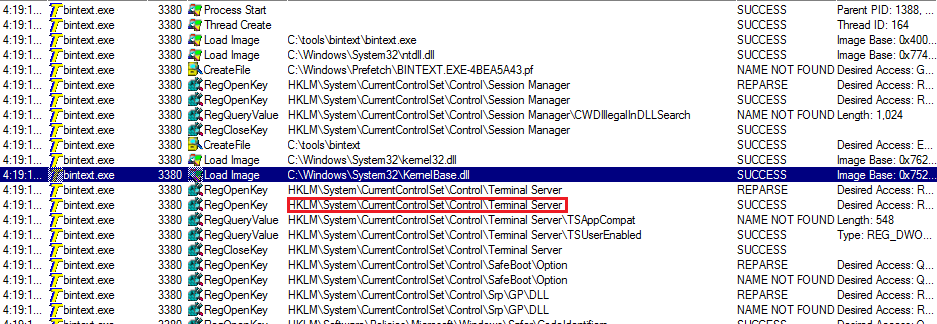 4:19:1... bintext.exe 3380 Process Start SUCCESS Parent PID: 1388, ...
4:19:1... bintext.exe 3380 Thread Create SUCCESS Thread ID: 164
4:19:1... bintext.exe 3380 Load Image C:\tools\bintext\bintext.exe SUCCESS Image Base: 0x400...
4:19:1... bintext.exe 3380 Load Image C:\Windows\System32\ntdll.dll SUCCESS Image Base: 0x774...
4:19:1... bintext.exe 3380 CreateFile C:\Windows\Prefetch\BINTEXT.EXE-4BEA5A43.pf NAME NOT FOUND Desired Access: G...
4:19:1... bintext.exe 3380 RegOpenKey HKLM\System\CurrentControlSet\Control\Session Manager REPARSE Desired Access: R...
4:19:1... bintext.exe 3380 RegOpenKey HKLM\System\CurrentControlSet\Control\Session Manager SUCCESS Desired Access: R...
4:19:1... bintext.exe 3380 RegQueryValue HKLM\System\CurrentControlSet\Control\Session Manager\CWDIllegalInDLLSearch NAME NOT FOUND Length: 1,024
4:19:1... bintext.exe 3380 RegCloseKey HKLM\System\CurrentControlSet\Control\Session Manager SUCCESS
4:19:1... bintext.exe 3380 CreateFile C:\tools\bintext SUCCESS Desired Access: E...
4:19:1... bintext.exe 3380 Load Image C:\Windows\System32\kernel32.dll SUCCESS Image Base: 0x762...
4:19:1... bintext.exe 3380 Load Image C:\Windows\System32\KernelBase.dll SUCCESS Image Base: 0x752...
4:19:1... bintext.exe 3380 RegOpenKey HKLM\System\CurrentControlSet\Control\Terminal Server REPARSE Desired Access: R...
4:19:1... bintext.exe 3380 RegOpenKey HKLM\System\CurrentControlSet\Control\Terminal Server SUCCESS Desired Access: R...
4:19:1... bintext.exe 3380 RegQueryValue HKLM\System\CurrentControlSet\Control\Terminal Server\TSAppCompat NAME NOT FOUND Length: 548
4:19:1... bintext.exe 3380 RegQueryValue HKLM\System\CurrentControlSet\Control\Terminal Server\TSUserEnabled SUCCESS Type: REG_DWO...
4:19:1... bintext.exe 3380 RegCloseKey HKLM\System\CurrentControlSet\Control\Terminal Server SUCCESS
4:19:1... bintext.exe 3380 RegOpenKey HKLM\System\CurrentControlSet\Control\SafeBoot\Option REPARSE Desired Access: Q...
4:19:1... bintext.exe 3380 RegOpenKey HKLM\System\CurrentControlSet\Control\SafeBoot\Option NAME NOT FOUND Desired Access: Q...
4:19:1... bintext.exe 3380 RegOpenKey HKLM\System\CurrentControlSet\Control\Srp\GP\DLL REPARSE Desired Access: R...
4:19:1... bintext.exe 3380 RegOpenKey HKLM\System\CurrentControlSet\Control\Srp\GP\DLL NAME NOT FOUND Desired Access: R...
4:19:1... bintext.exe 3380 RegOpenKey HKLM\Software\Policies\Microsoft\Windows\Safer\CodeIdentifiers SUCCESS Desired Access: Q...